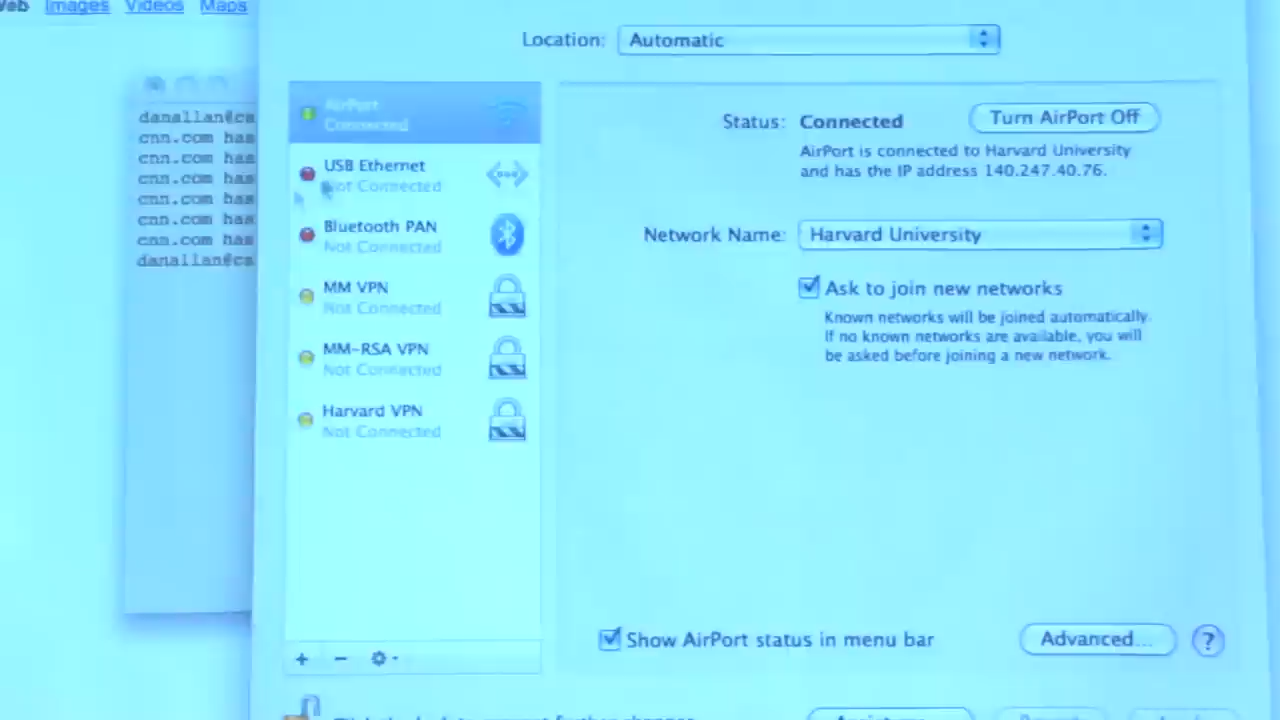 Web Images Videos Maps
Location: Automatic
danallan@ca
cnn.com has
cnn.com has
cnn.com has
cnn.com has
cnn.com has
cnn.com has
danallan@ca
AirPort
Connected
USB Ethernet
Not Connected
Bluetooth PAN
Not Connected
MM VPN
Not Connected
MM-RSA VPN
Not Connected
Harvard VPN
Not Connected
Status: Connected
Turn AirPort Off
AirPort is connected to Harvard University
and has the IP address 140.247.40.76.
Network Name: Harvard University
Ask to join new networks
Known networks will be joined automatically.
If no known networks are available, you will
be asked before joining a new network.
Show AirPort status in menu bar
Advanced...
?